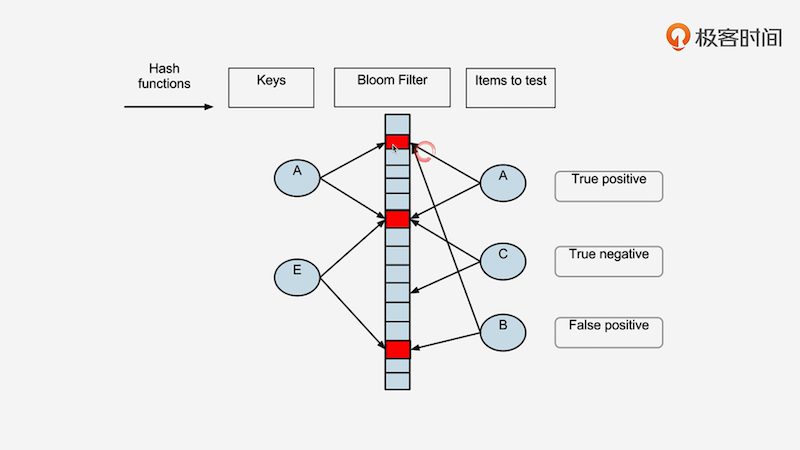 极客时间
Hash
functions
Keys
Bloom Filter
Items to test
A
A
True positive
E
C
True negative
B
False positive